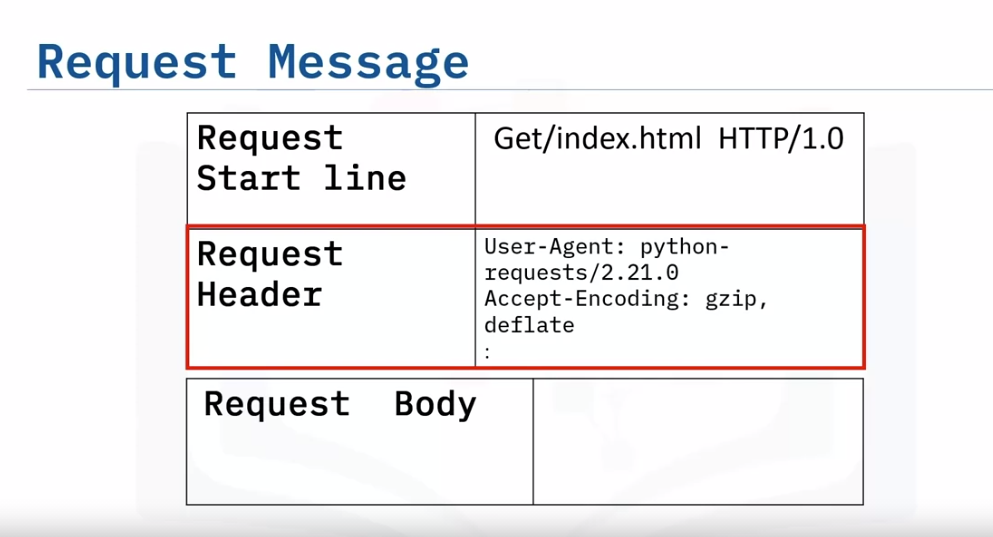 Request Message
Request
Start line
Get/index.html HTTP/1.0
Request
Header
User-Agent: python-
requests/2.21.0
Accept-Encoding: gzip,
deflate
:
Request Body